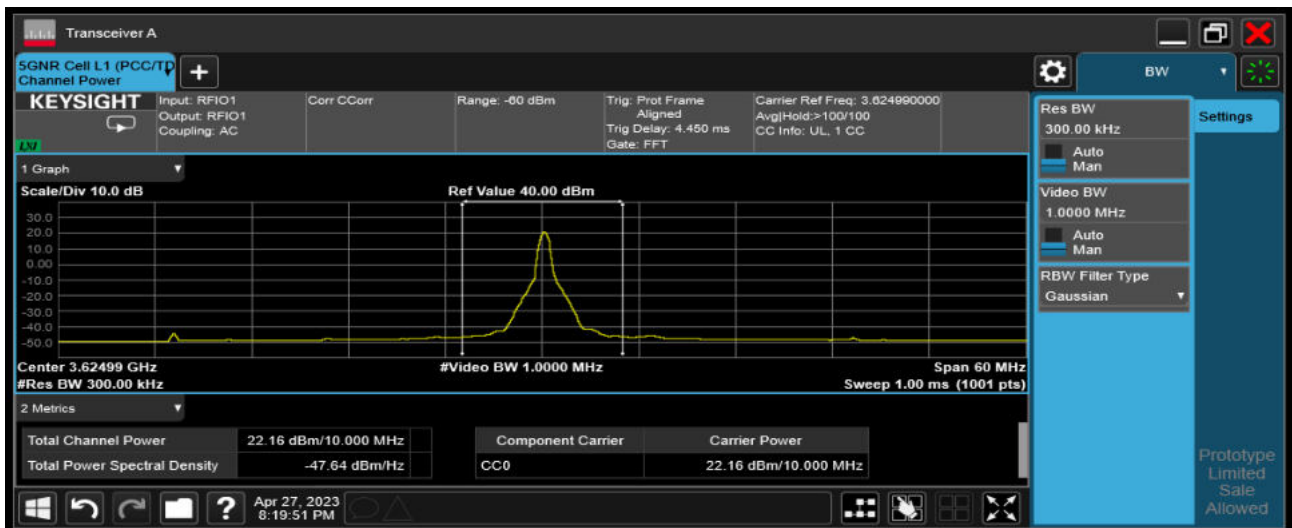 Transceiver A
5GNR Cell L1 (PCC/TD
Channel Power
+
BW
KEYSIGHT
LXI
Input: RFIO1
Output: RFIO1
Coupling: AC
Corr CCorr
Range: -60 dBm
Trig: Prot Frame
Aligned
Trig Delay: 4.450 ms
Gate: FFT
Carrier Ref Freq: 3.624990000
Avg|Hold:>100/100
CC Info: UL, 1 CC
Res BW
300.00 kHz
Auto
Man
Settings
1 Graph
Scale/Div 10.0 dB
Ref Value 40.00 dBm
30.0
20.0
10.0
0.00
-10.0
-20.0
-30.0
-40.0
-50.0
Video BW
1.0000 MHz
Auto
Man
RBW Filter Type
Gaussian
Center 3.62499 GHz
#Video BW 1.0000 MHz
Span 60 MHz
#Res BW 300.00 kHz
Sweep 1.00 ms (1001 pts)
2 Metrics
Total Channel Power 22.16 dBm/10.000 MHz
Total Power Spectral Density -47.64 dBm/Hz
Component Carrier Carrier Power
CC0 22.16 dBm/10.000 MHz
Prototype
Limited
Sale
Allowed
?
Apr 27, 2023
8:19:51 PM